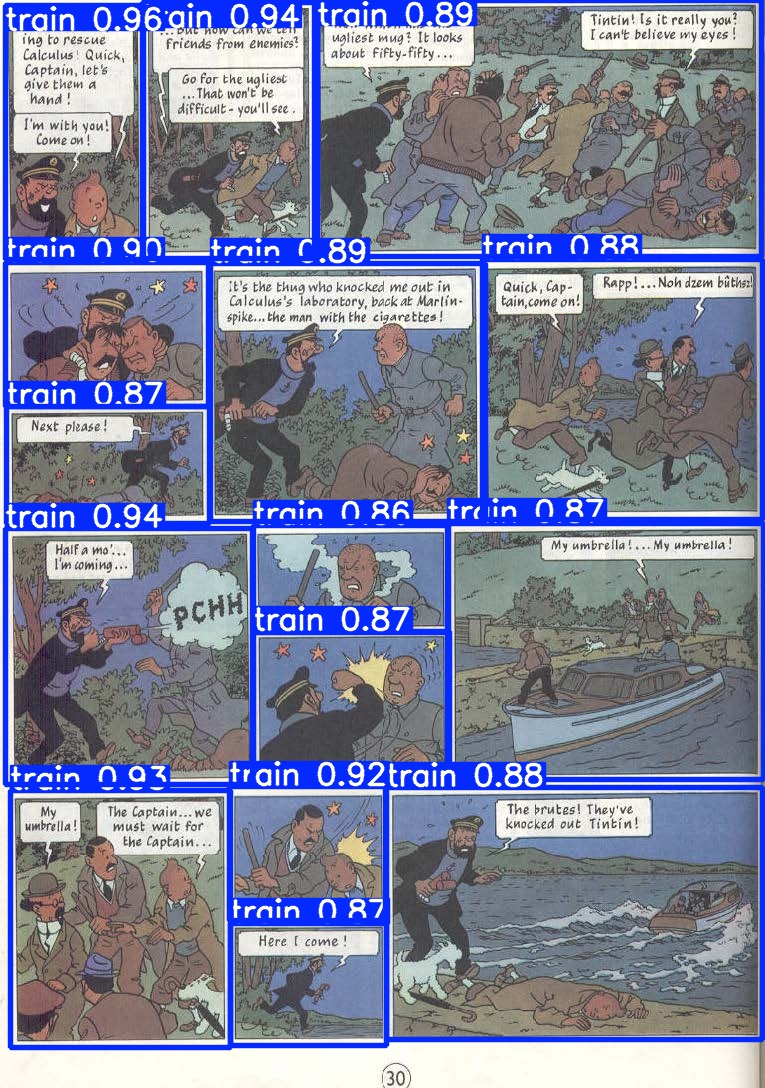 train 0.96
ing to rescue
Calculus! Quick,
Captain, let's
give them a
hand!
I'm with you!
Come on!
ain 0.94
...But how can we tell
friends from enemies?
Go for the ugliest
...That won't be
difficult - you'll see.
train 0.89
ugliest mug? It looks
about fifty-fifty...
Tintin! Is it really you?
I can't believe my eyes!
train 0.90
train 0.87
Next please!
train 0.89
It's the thug who knocked me out in
Calculus's laboratory, back at Marlin-
spike...the man with the cigarettes!
train 0.88
Quick, Cap-
tain, come on!
Rapp!...Noh dzem bûthsz!
train 0.94
Half a mo'...
I'm coming...
PCHH
train 0.86
train 0.87
train 0.87
My umbrella!... My umbrella!
train 0.93
My
umbrella!
The Captain...we
must wait for
the Captain...
train 0.92
train 0.87
Here I come!
train 0.88
The brutes! They've
knocked out Tintin!
30